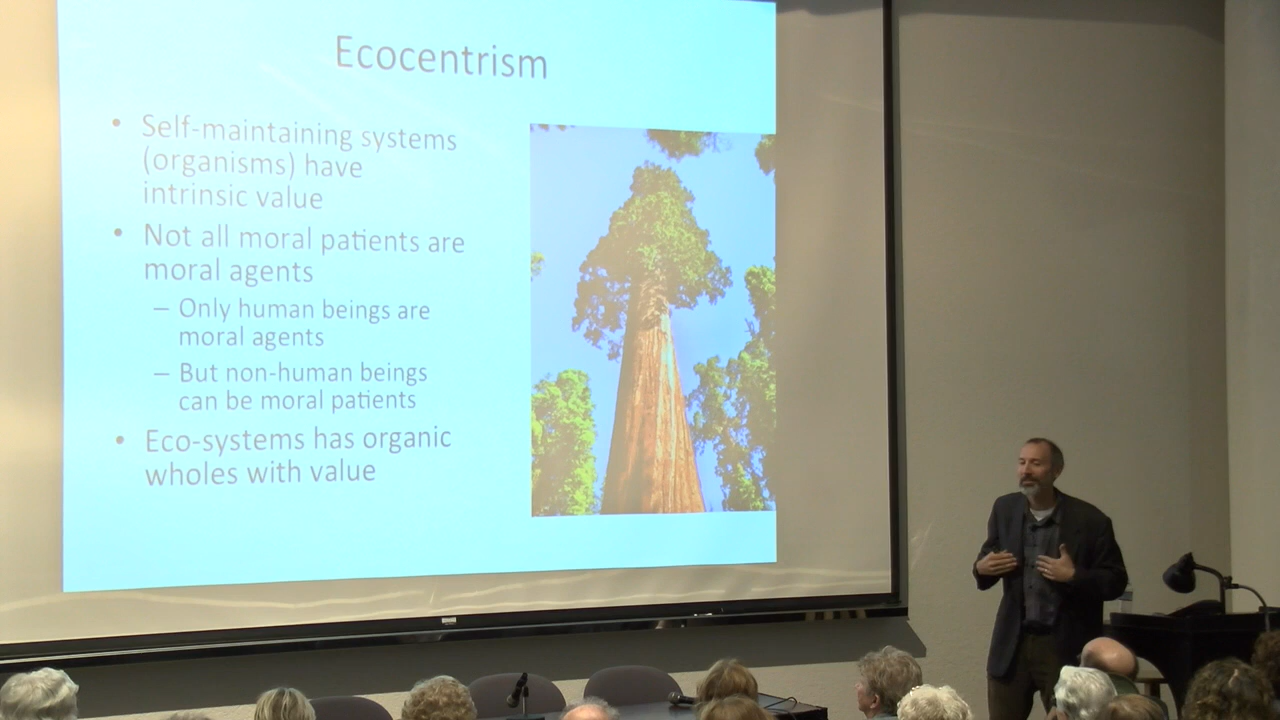 Ecocentrism
• Self-maintaining systems
(organisms) have
intrinsic value
• Not all moral patients are
moral agents
– Only human beings are
moral agents
– But non-human beings
can be moral patients
• Eco-systems has organic
wholes with value